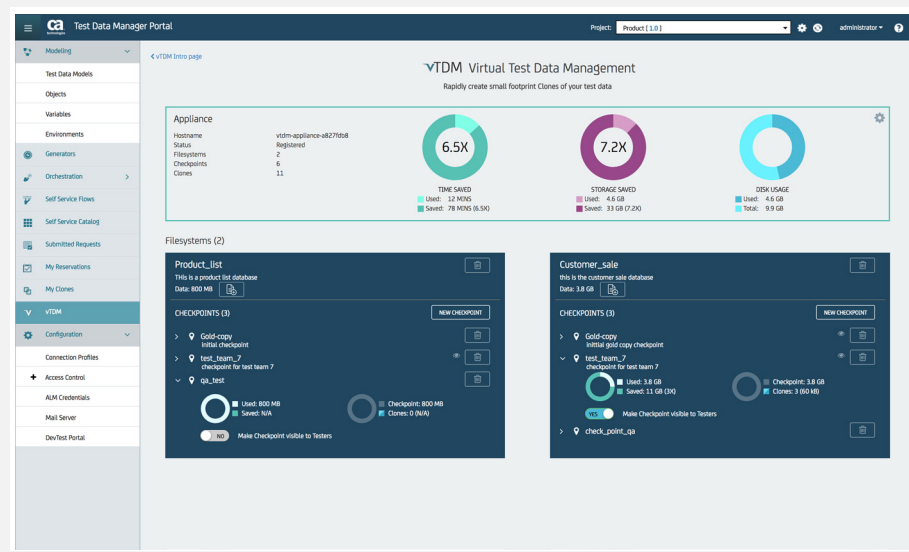 ca technologies Test Data Manager Portal
Project: Product [ 1.0 ] administrator
Modeling
Test Data Models
Objects
Variables
Environments
Generators
Orchestration
Self Service Flows
Self Service Catalog
Submitted Requests
My Reservations
My Clones
vTDM
Configuration
Connection Profiles
Access Control
ALM Credentials
Mail Server
DevTest Portal
vTDM Intro page
vTDM Virtual Test Data Management
Rapidly create small footprint Clones of your test data
Appliance
Hostname vtdm-appliance-a827fdb8
Status Registered
Filesystems 2
Checkpoints 6
Clones 11
6.5X
TIME SAVED
Used: 12 MINS
Saved: 78 MINS (6.5X)
7.2X
STORAGE SAVED
Used: 4.6 GB
Saved: 33 GB (7.2X)
DISK USAGE
Used: 4.6 GB
Total: 9.9 GB
Filesystems (2)
Product_list
THis is a product list database
Data: 800 MB
CHECKPOINTS (3) NEW CHECKPOINT
Gold-copy
initial checkpoint
test_team_7
checkpoint for test team 7
qa_test
Used: 800 MB
Saved: N/A
Checkpoint: 800 MB
Clones: 0 (N/A)
NO Make Checkpoint visible to Testers
Customer_sale
this is the customer sale database
Data: 3.8 GB
CHECKPOINTS (3) NEW CHECKPOINT
Gold-copy
initial gold copy checkpoint
test_team_7
checkpoint for test team 7
Used: 3.8 GB
Saved: 11 GB (3X)
Checkpoint: 3.8 GB
Clones: 3 (60 kB)
YES Make Checkpoint visible to Testers
check_point_qa